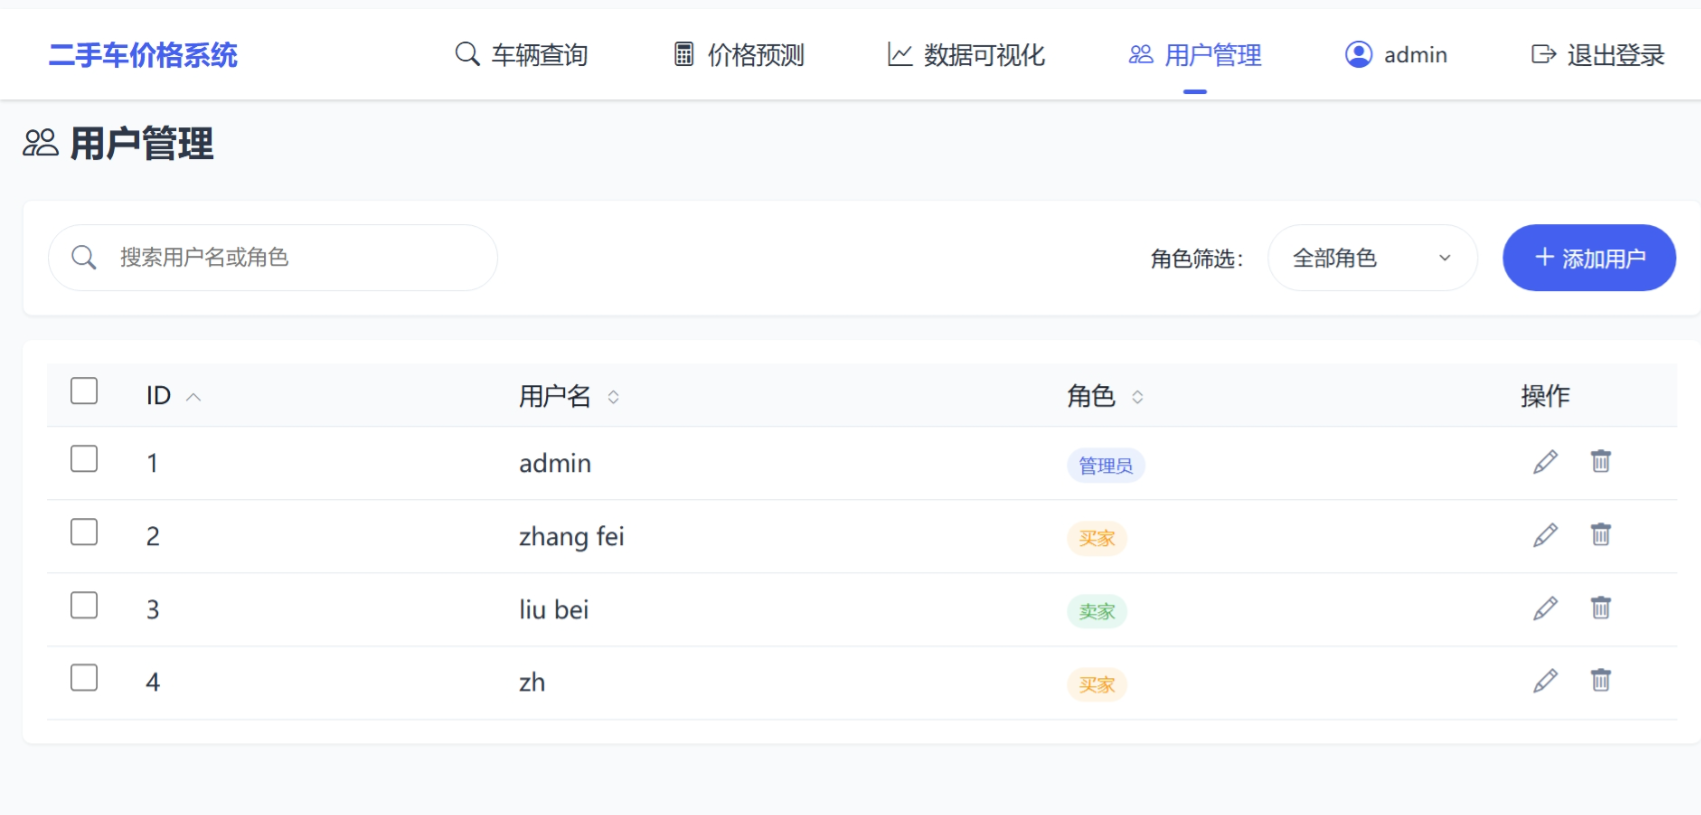 二手车价格系统 车辆查询 价格预测 数据可视化 用户管理 admin 退出登录
用户管理
搜索用户名或角色 角色筛选： 全部角色 添加用户
ID 用户名 角色 操作
1 admin 管理员
2 zhang fei 买家
3 liu bei 卖家
4 zh 买家